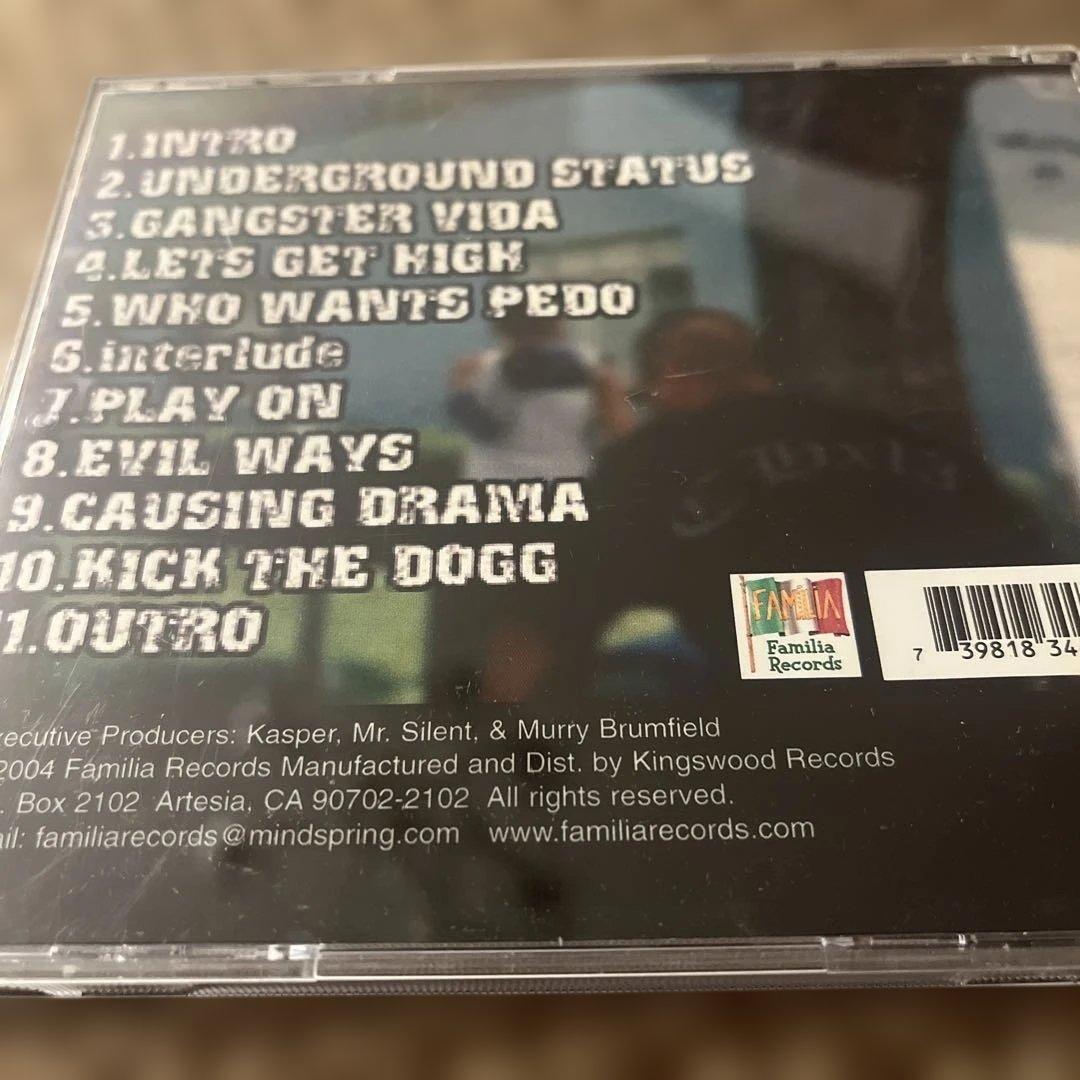 1.INTRO
2.UNDERGROUND STATUS
3.GANGSTER VIDA
4.LETS GET HIGH
5.WHO WANTS PEDO
6.interlude
7.PLAY ON
8.EVIL WAYS
9.CAUSING DRAMA
10.KICK THE DOGG
11.OUTRO
FAMILIA
Familia
Records
7 39818 34
xecutive Producers: Kasper, Mr. Silent, & Murry Brumfield
2004 Familia Records Manufactured and Dist. by Kingswood Records
. Box 2102 Artesia, CA 90702-2102 All rights reserved.
ail: familiarecords@mindspring.com www.familiarecords.com